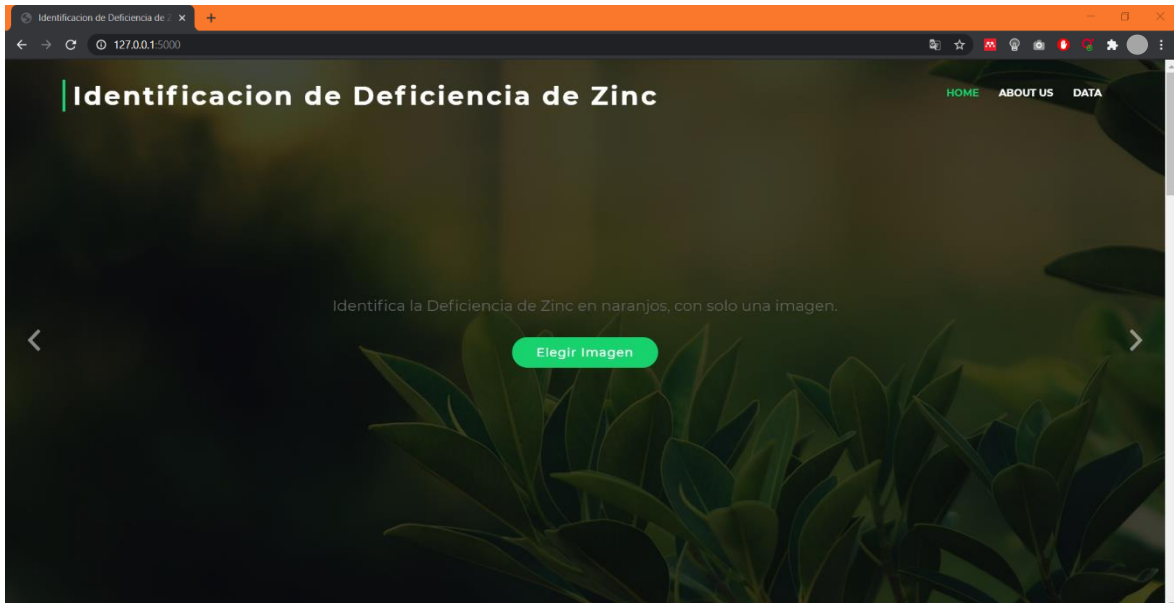 Identificacion de Deficiencia de Z
127.0.0.1:5000
Identificacion de Deficiencia de Zinc
HOME ABOUT US DATA
Identifica la Deficiencia de Zinc en naranjos, con solo una imagen.
Elegir Imagen